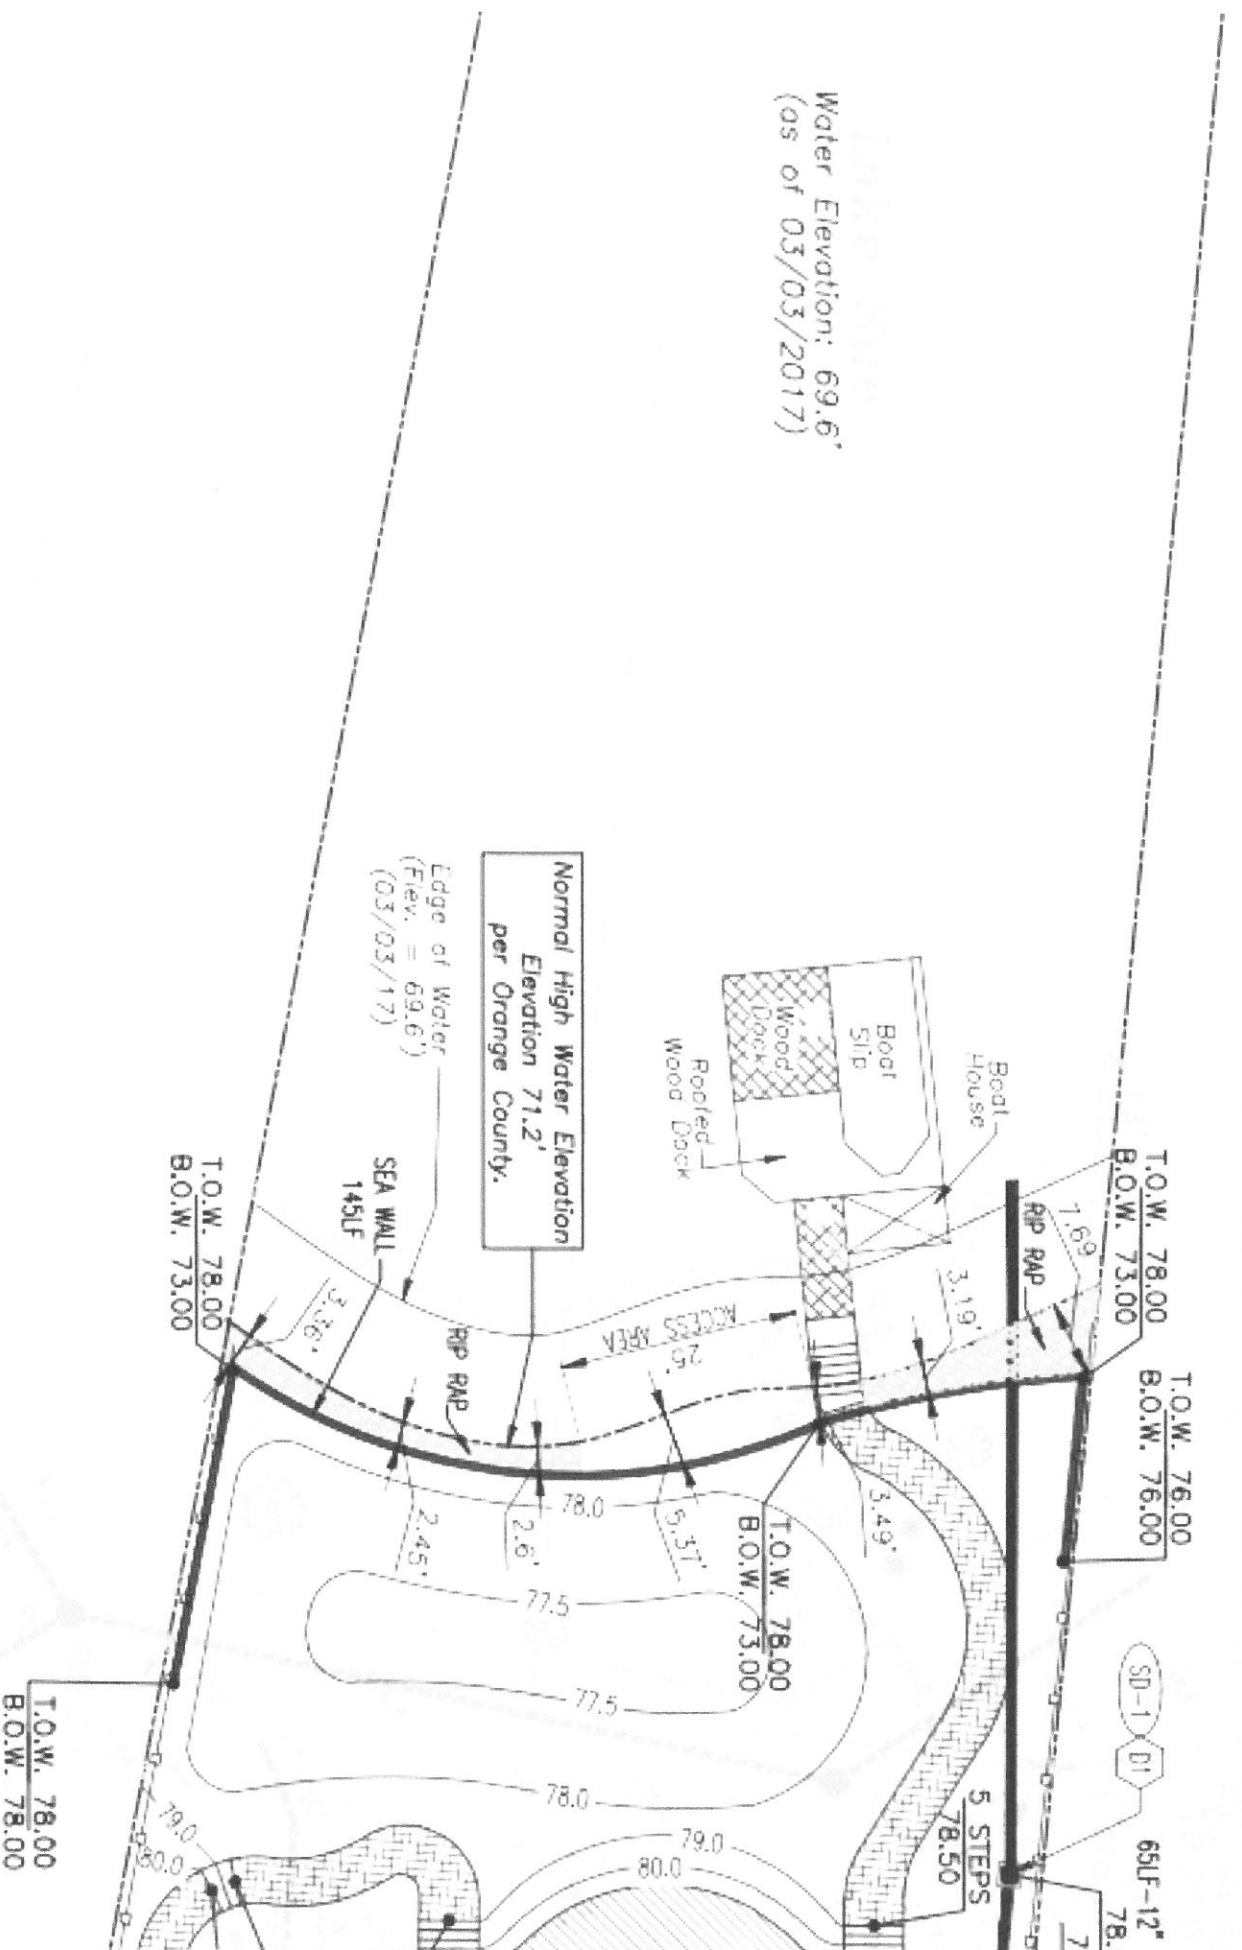 Water Elevation: 69.6'
(as of 03/03/2017)
Boat
House
Boat
Slip
Wood
Dock
Roofed
Wood Dock
Normal High Water Elevation
Elevation 71.2'
per Orange County.
Edge of Water
(Elev. = 69.6')
(03/03/17)
T.O.W. 78.00
B.O.W. 73.00
RIP RAP
7.69
3.19'
ACCESS AREA
25'
SEA WALL
145LF
T.O.W. 78.00
B.O.W. 73.00
3.36'
RIP RAP
T.O.W. 76.00
B.O.W. 76.00
3.49'
T.O.W. 78.00
B.O.W. 73.00
5.37'
2.6'
2.45'
78.0
77.5
77.5
78.0
SD-1
D1
65LF-12"
78.
7
5 STEPS
78.50
79.0
80.0
79.0
80.0
T.O.W. 78.00
B.O.W. 78.00